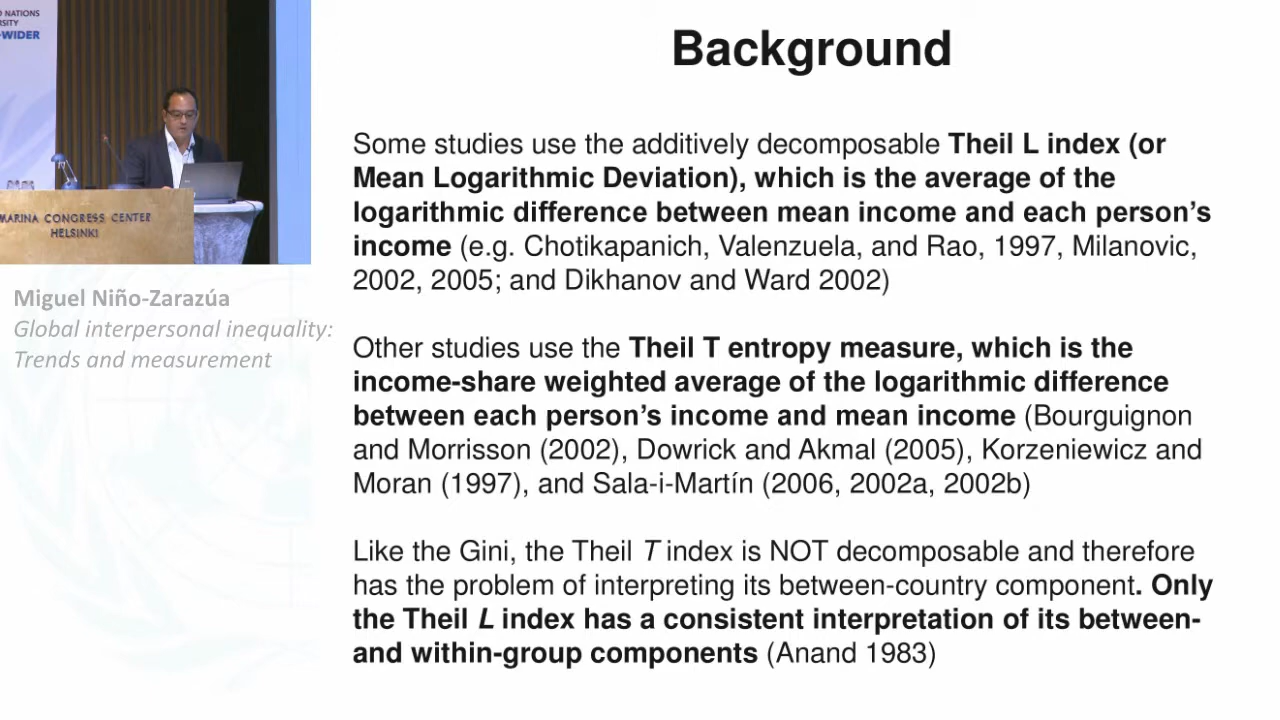 D NATIONS
RSITY
-WIDER
MARINA CONGRESS CENTER
HELSINKI
Miguel Niño-Zarazúa
Global interpersonal inequality:
Trends and measurement
Background
Some studies use the additively decomposable Theil L index (or
Mean Logarithmic Deviation), which is the average of the
logarithmic difference between mean income and each person’s
income (e.g. Chotikapanich, Valenzuela, and Rao, 1997, Milanovic,
2002, 2005; and Dikhanov and Ward 2002)
Other studies use the Theil T entropy measure, which is the
income-share weighted average of the logarithmic difference
between each person’s income and mean income (Bourguignon
and Morrisson (2002), Dowrick and Akmal (2005), Korzeniewicz and
Moran (1997), and Sala-i-Martín (2006, 2002a, 2002b)
Like the Gini, the Theil T index is NOT decomposable and therefore
has the problem of interpreting its between-country component. Only
the Theil L index has a consistent interpretation of its between-
and within-group components (Anand 1983)